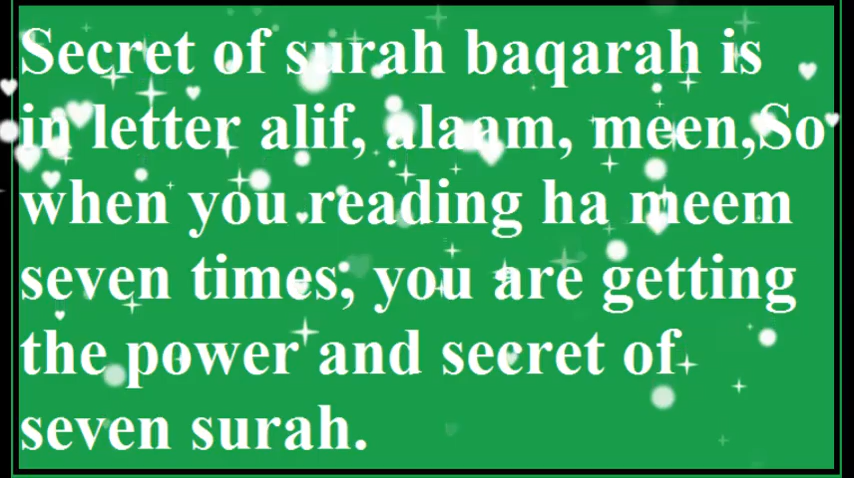 Secret of surah baqarah is
in letter alif, alaam, meen,So
when you reading ha meem
seven times, you are getting
the power and secret of
seven surah.